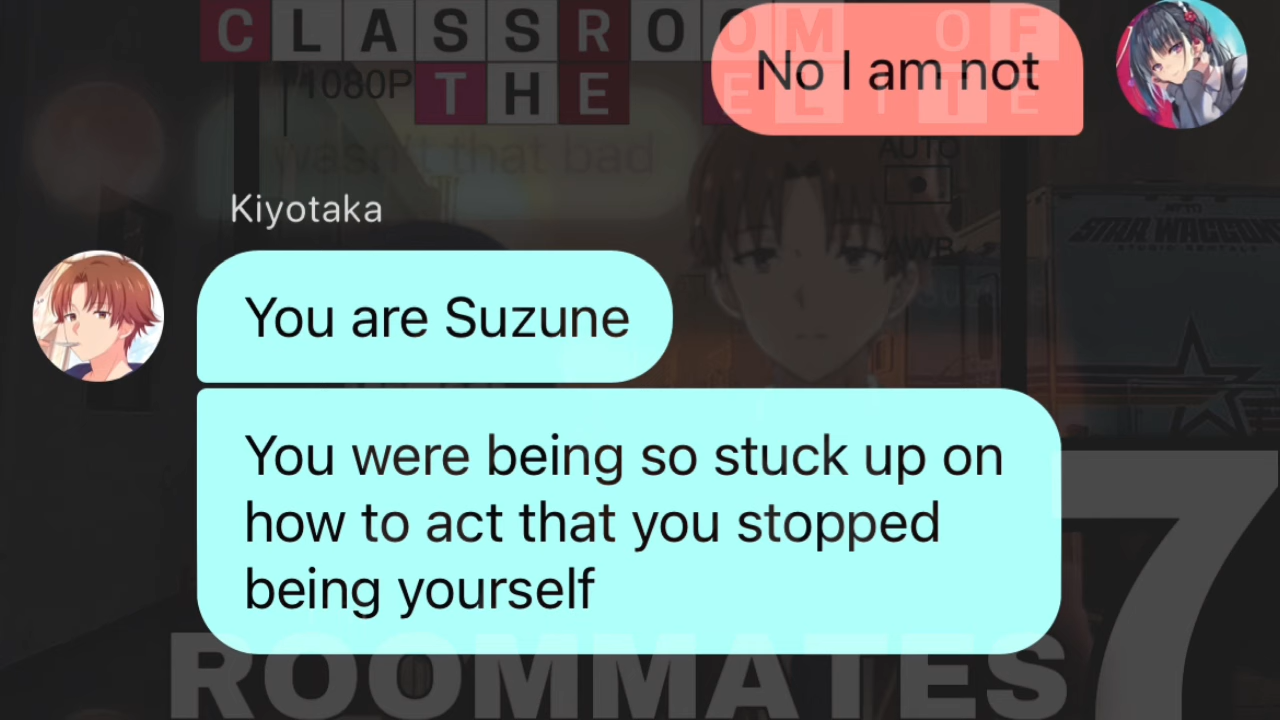 CLASSROOM OF
No I am not
1080P
THE ELITE
wasn't that bad
AUTO
STAR WAGGONS
AWB
Kiyotaka
You are Suzune
You were being so stuck up on
how to act that you stopped
being yourself
7
ROOMMATES